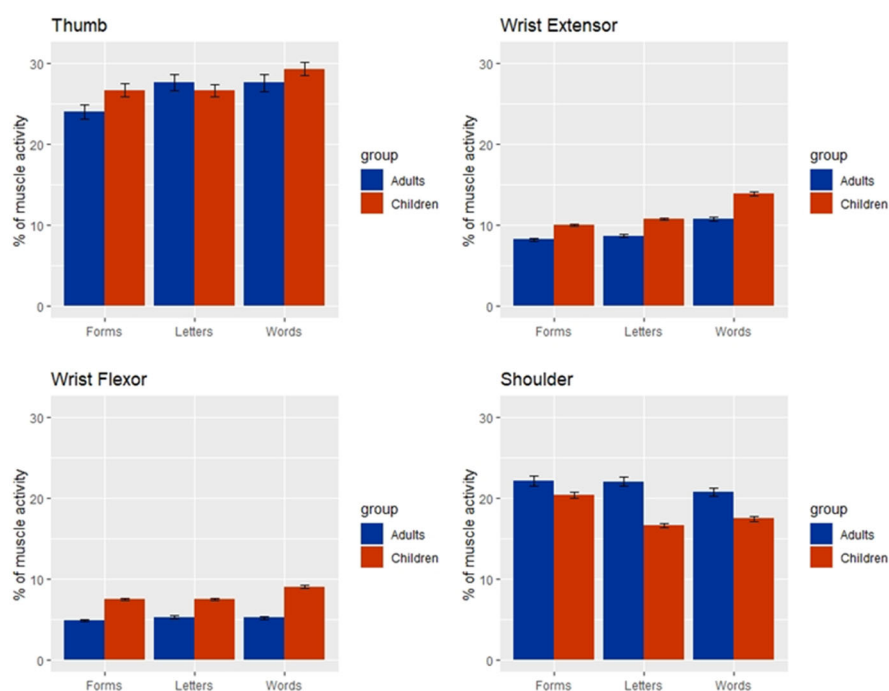 Thumb
% of muscle activity
30
20
10
0
Forms Letters Words
group
Adults
Children
Wrist Extensor
% of muscle activity
30
20
10
0
Forms Letters Words
group
Adults
Children
Wrist Flexor
% of muscle activity
30
20
10
0
Forms Letters Words
group
Adults
Children
Shoulder
% of muscle activity
30
20
10
0
Forms Letters Words
group
Adults
Children